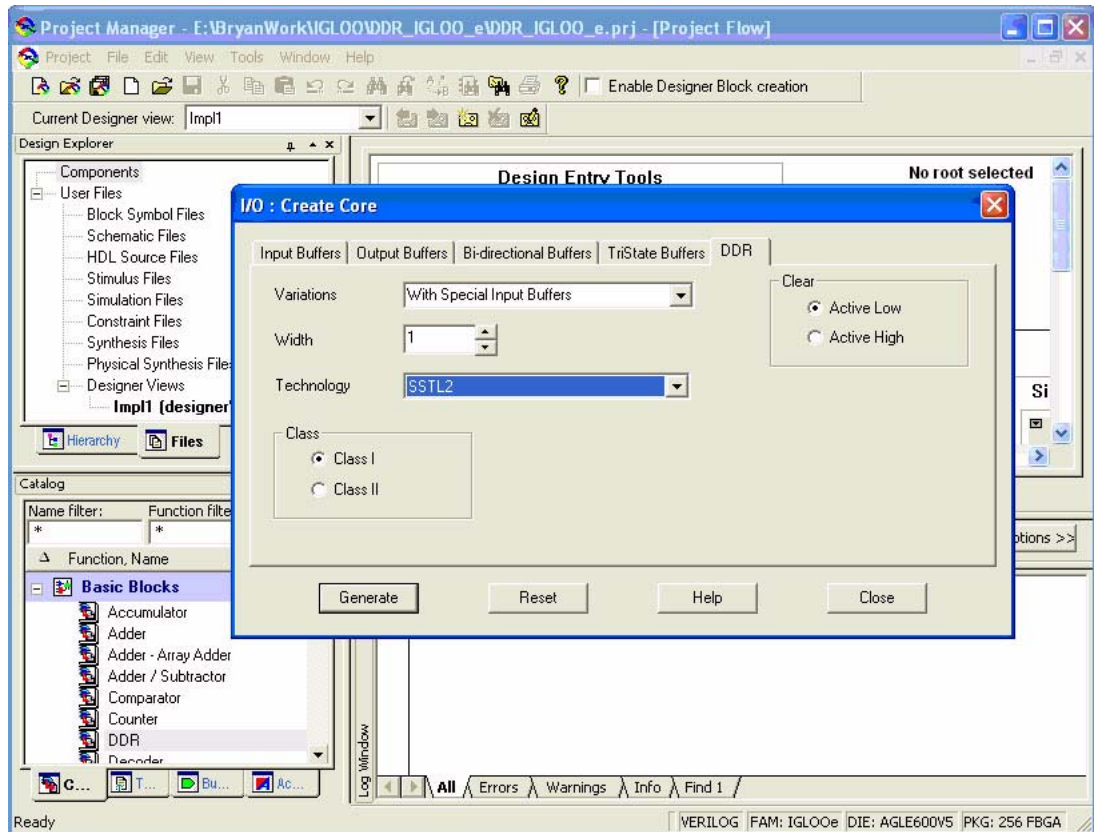 Project Manager - E:\BryanWork\IGLOO\DDR_IGLOO_e\DDR_IGLOO_e.prj - [Project Flow]
Project File Edit View Tools Window Help
Enable Designer Block creation
Current Designer view: Impl1
Design Explorer
Components
User Files
Block Symbol Files
Schematic Files
HDL Source Files
Stimulus Files
Simulation Files
Constraint Files
Synthesis Files
Physical Synthesis File
Designer Views
Impl1 (designer
Hierarchy Files
Design Entry Tools
No root selected
Si
I/O : Create Core
Input Buffers Output Buffers Bi-directional Buffers TriState Buffers DDR
Variations With Special Input Buffers
Width 1
Technology SSTL2
Clear
Active Low
Active High
Class
Class I
Class II
Generate Reset Help Close
Catalog
Name filter: Function filte
* *
Function, Name
ptions >>
Basic Blocks
Accumulator
Adder
Adder - Array Adder
Adder / Subtractor
Comparator
Counter
DDR
Decoder
C... T... Bu... Ac...
Log Window
All Errors Warnings Info Find 1
Ready
VERILOG FAM: IGLOOe DIE: AGLE600V5 PKG: 256 FBGA